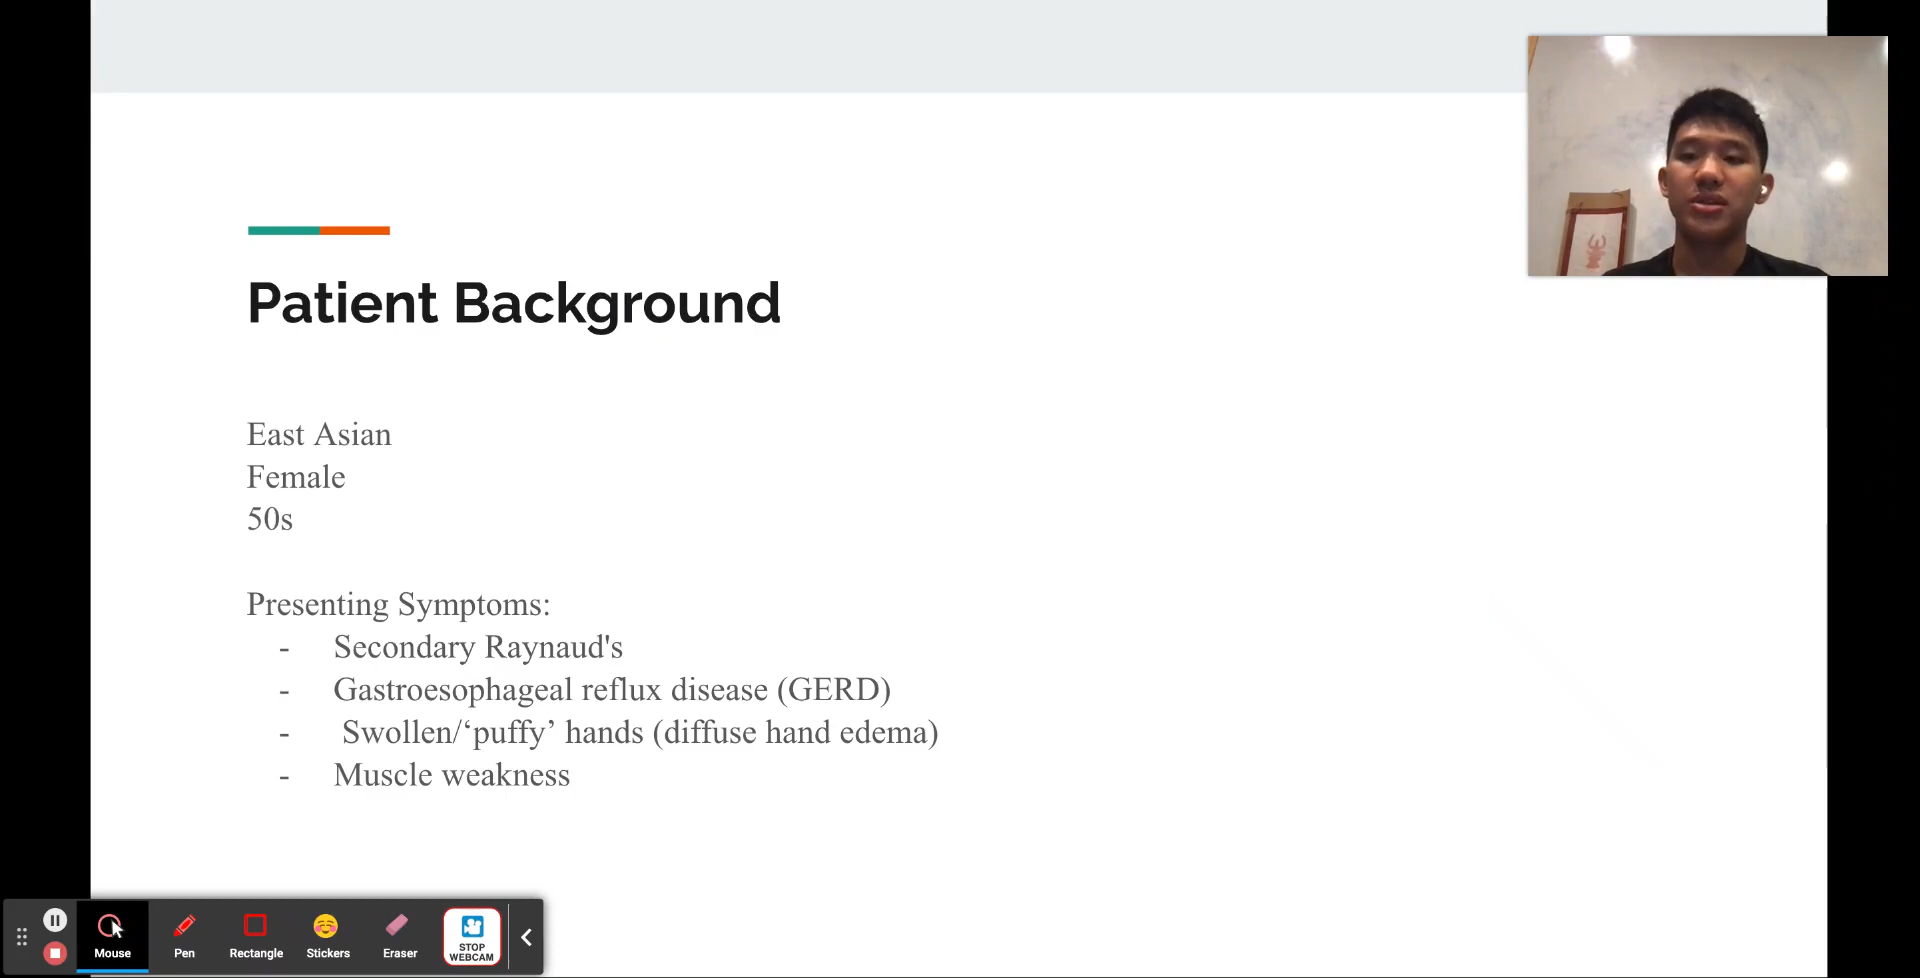 Patient Background
East Asian
Female
50s
Presenting Symptoms:
- Secondary Raynaud's
- Gastroesophageal reflux disease (GERD)
- Swollen/‘puffy’ hands (diffuse hand edema)
- Muscle weakness
Mouse
Pen
Rectangle
Stickers
Eraser
STOP
WEBCAM